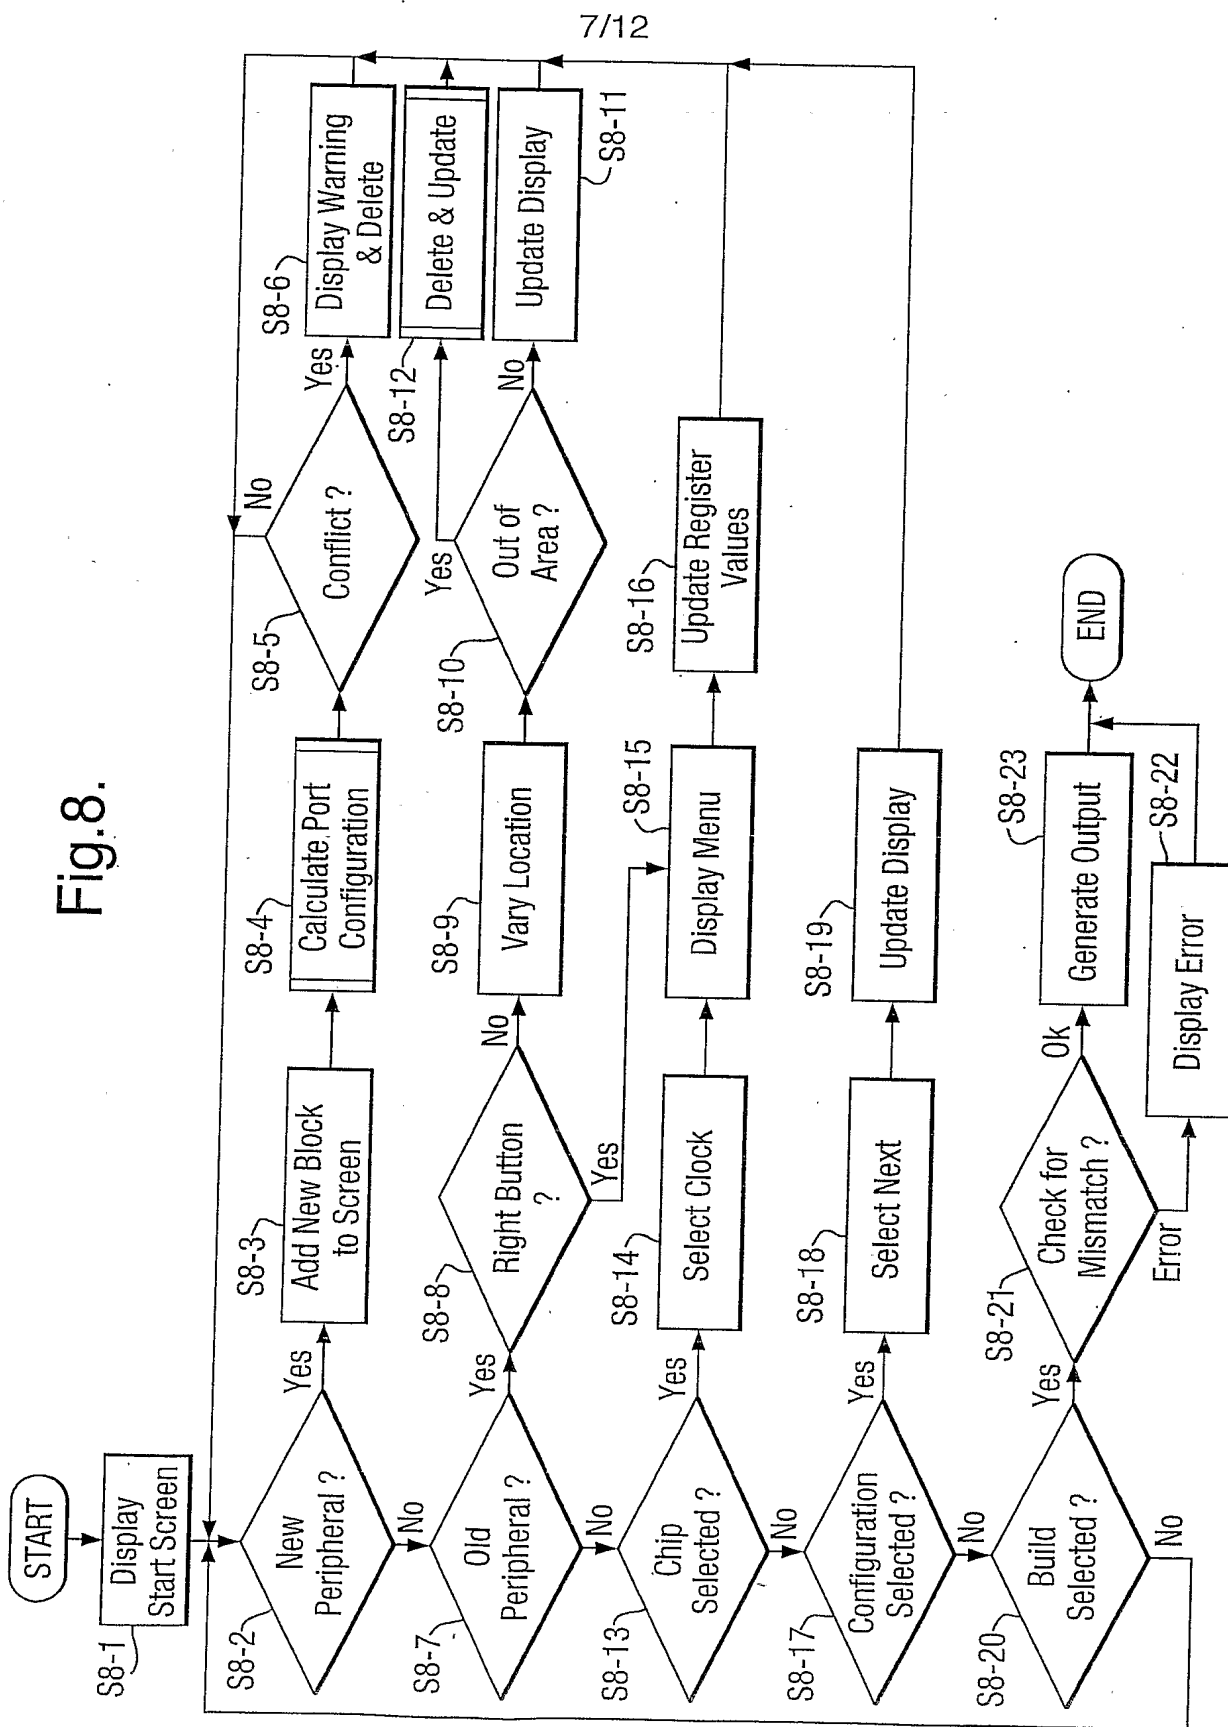 7/12
Fig.8.
START
S8-1
Display
Start Screen
S8-2
New
Peripheral ?
Yes
No
S8-3
Add New Block
to Screen
S8-4
Calculate Port
Configuration
S8-5
Conflict ?
No
Yes
S8-6
Display Warning
& Delete
S8-7
Old
Peripheral ?
Yes
No
S8-8
Right Button
?
No
Yes
S8-9
Vary Location
S8-10
Out of
Area ?
Yes
No
S8-12
Delete & Update
Update Display
S8-11
S8-13
Chip
Selected ?
Yes
No
S8-14
Select Clock
S8-15
Display Menu
S8-16
Update Register
Values
S8-17
Configuration
Selected ?
Yes
No
S8-18
Select Next
S8-19
Update Display
S8-20
Build
Selected ?
Yes
No
S8-21
Check for
Mismatch ?
Ok
Error
S8-23
Generate Output
S8-22
Display Error
END